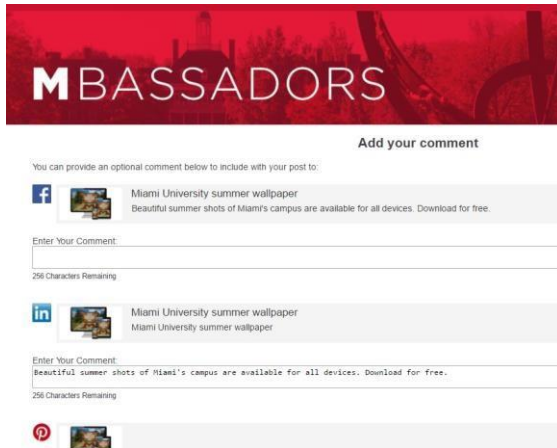 MBASSADORS
Add your comment
You can provide an optional comment below to include with your post to:
f
Miami University summer wallpaper
Beautiful summer shots of Miami's campus are available for all devices. Download for free.
Enter Your Comment:
256 Characters Remaining
in
Miami University summer wallpaper
Miami University summer wallpaper
Enter Your Comment:
Beautiful summer shots of Miami's campus are available for all devices. Download for free.
256 Characters Remaining